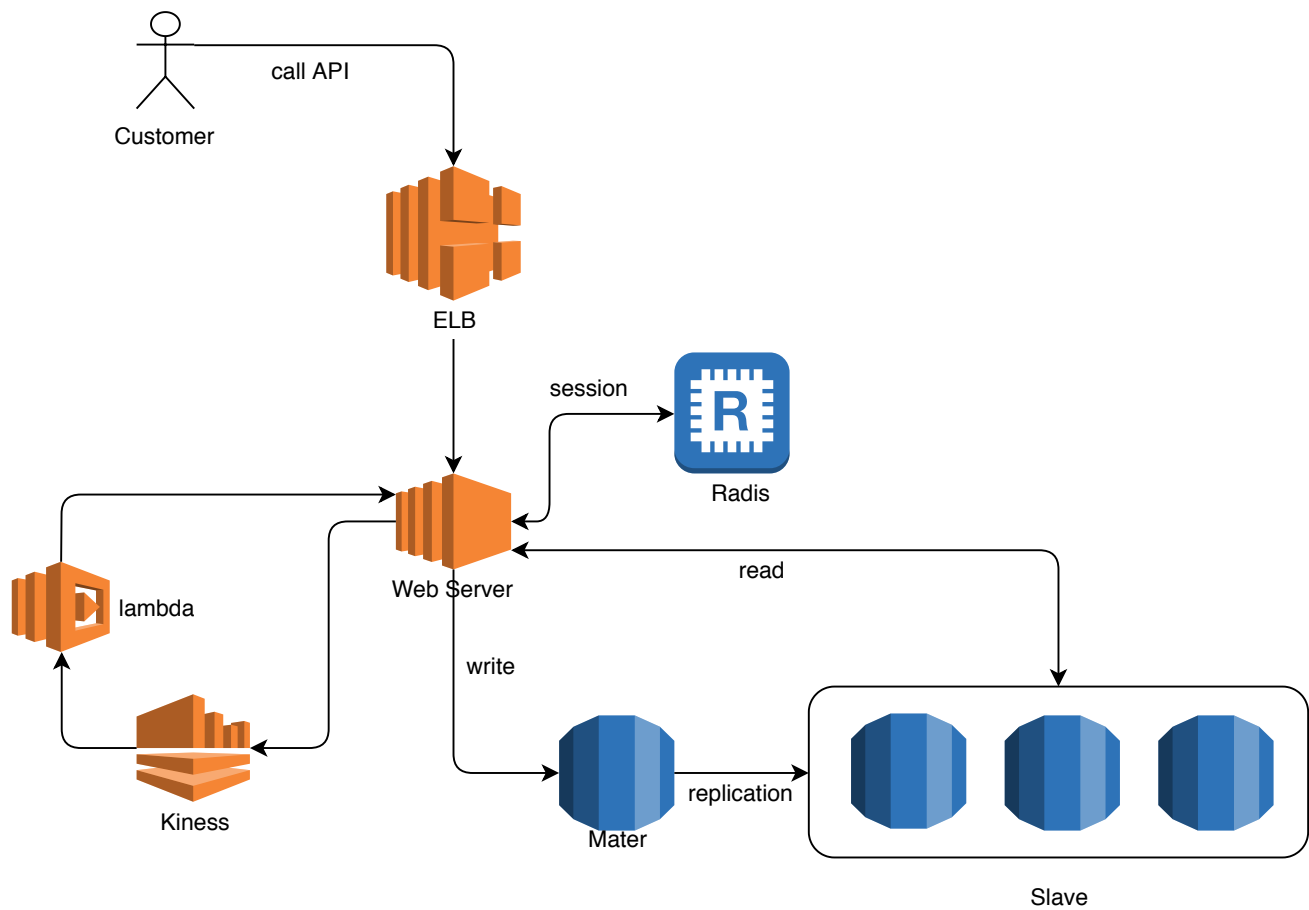 call API
Customer
ELB
session
R
Radis
Web Server
read
lambda
write
Kiness
Mater
replication
Slave